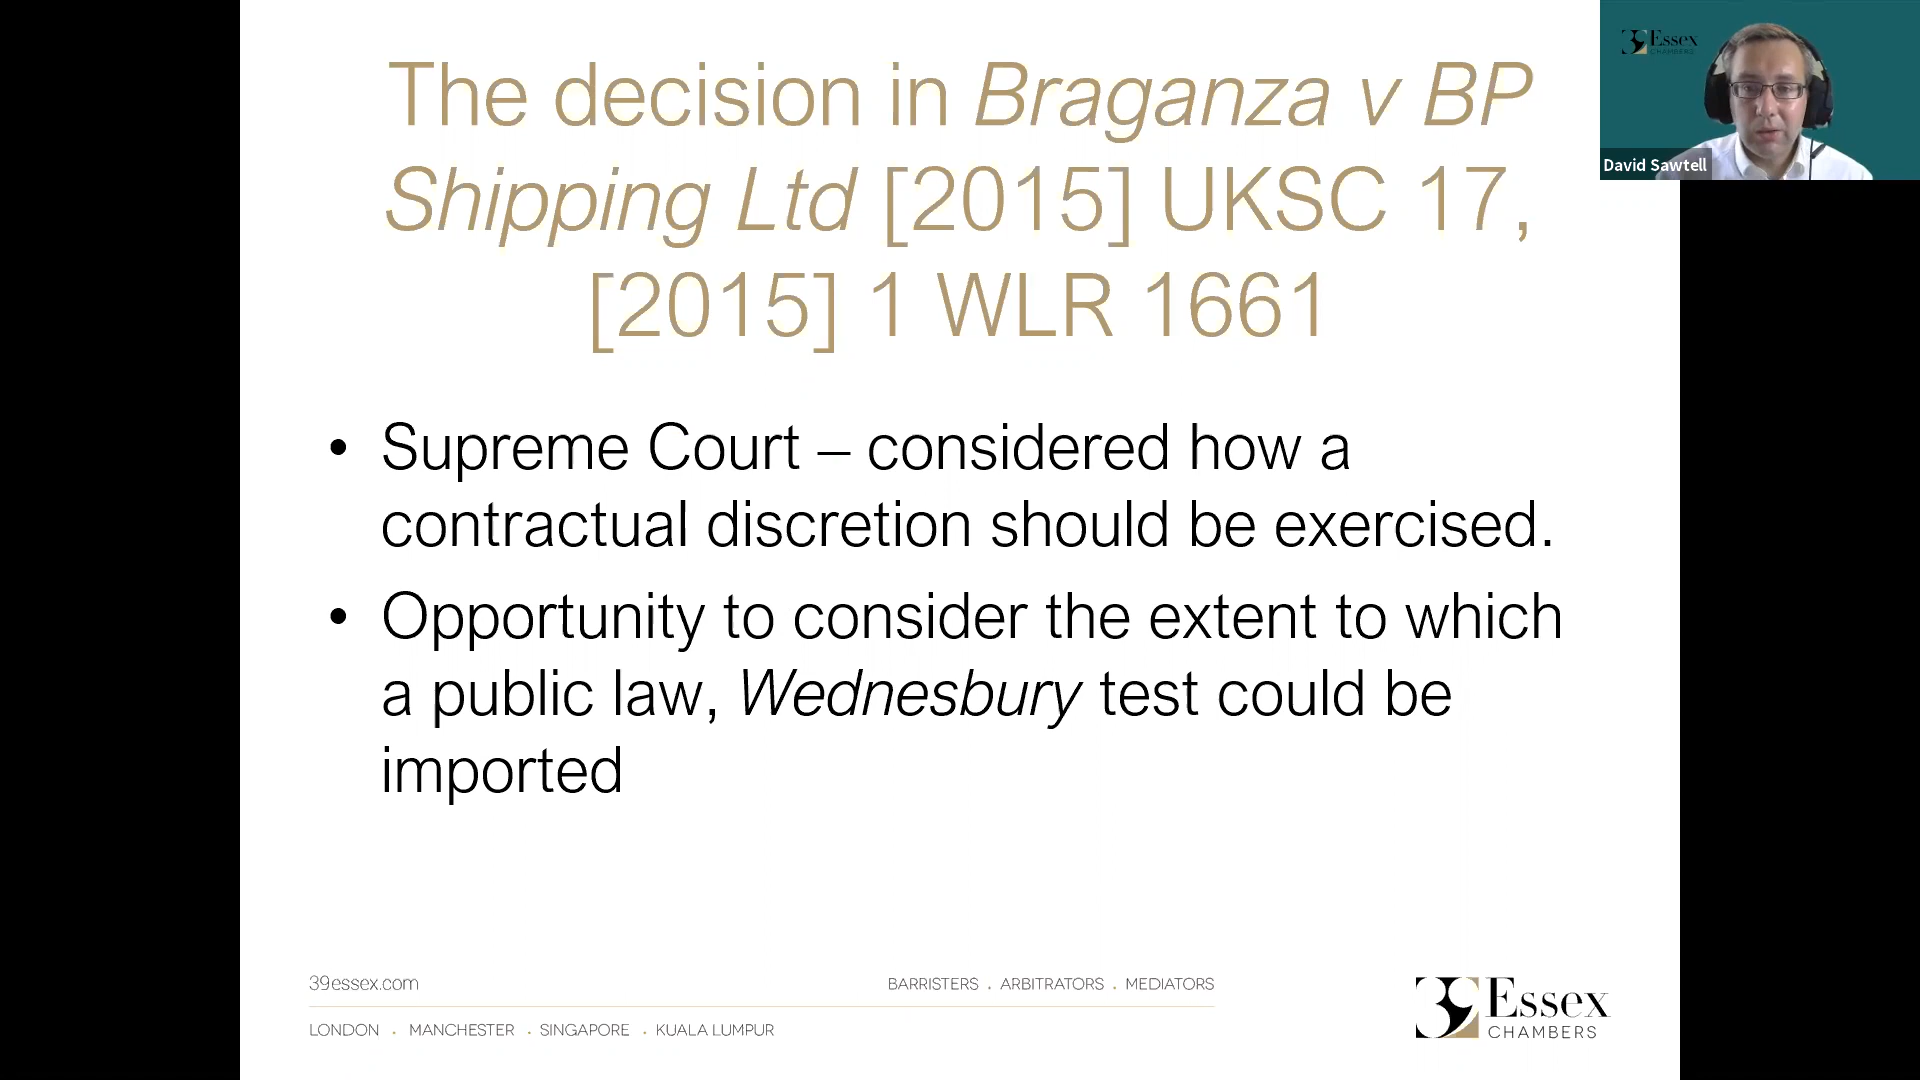 The decision in Braganza v BP
Shipping Ltd [2015] UKSC 17,
[2015] 1 WLR 1661
• Supreme Court – considered how a
contractual discretion should be exercised.
• Opportunity to consider the extent to which
a public law, Wednesbury test could be
imported
39essex.com
BARRISTERS . ARBITRATORS . MEDIATORS
LONDON . MANCHESTER . SINGAPORE . KUALA LUMPUR
39 Essex
CHAMBERS
39 Essex
CHAMBERS
David Sawtell